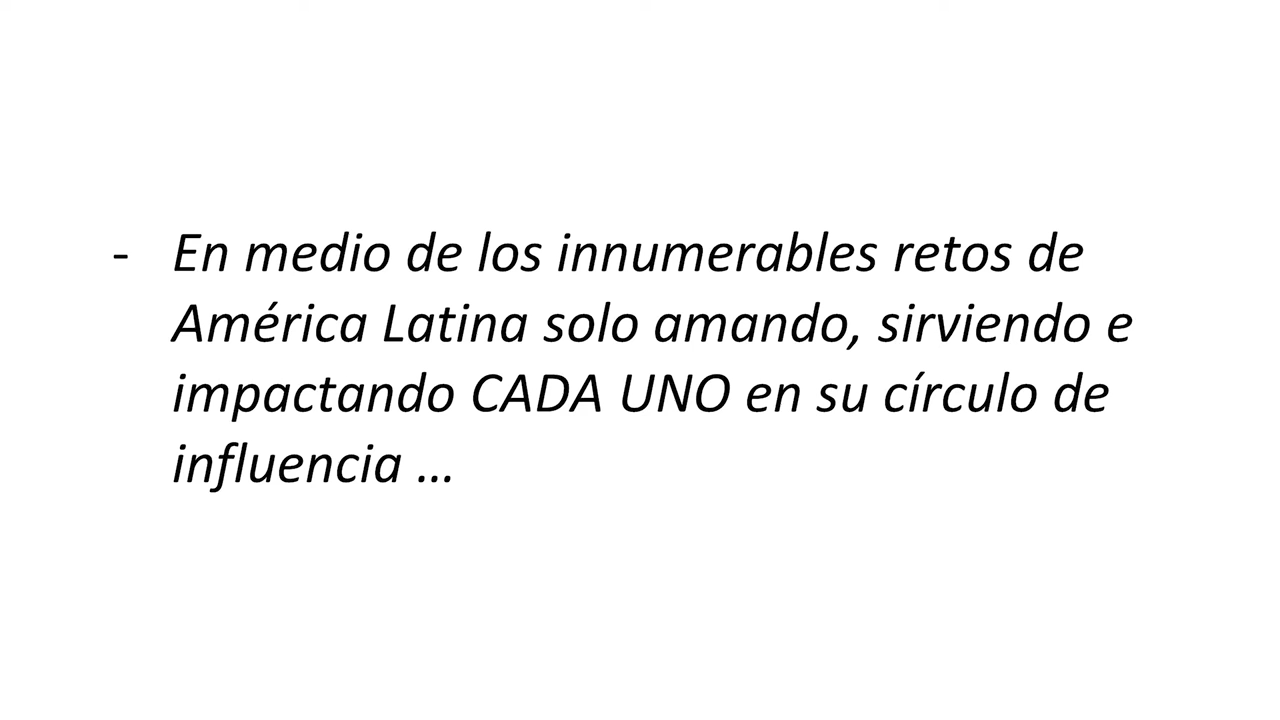 - En medio de los innumerables retos de
América Latina solo amando, sirviendo e
impactando CADA UNO en su círculo de
influencia ...